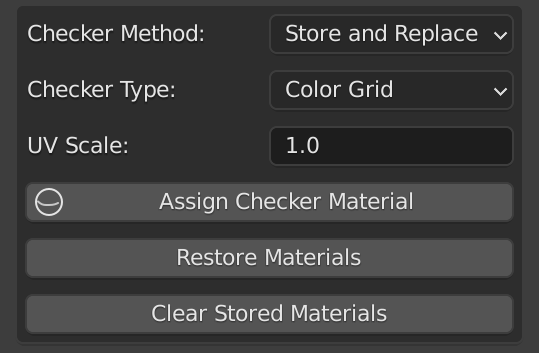 Checker Method: Store and Replace
Checker Type: Color Grid
UV Scale: 1.0
Assign Checker Material
Restore Materials
Clear Stored Materials